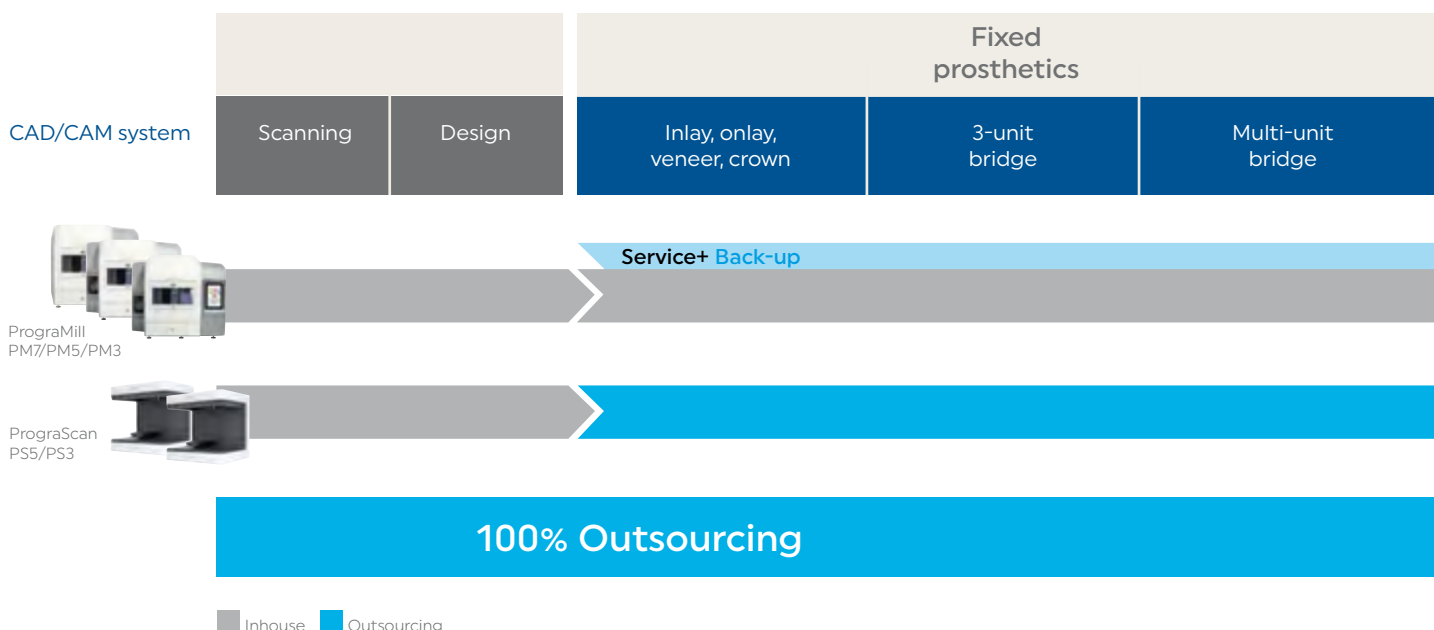 Fixed
prosthetics
CAD/CAM system
Scanning
Design
Inlay, onlay,
veneer, crown
3-unit
bridge
Multi-unit
bridge
Service+ Back-up
PrograMill
PM7/PM5/PM3
PrograScan
PS5/PS3
100% Outsourcing
Inhouse
Outsourcing